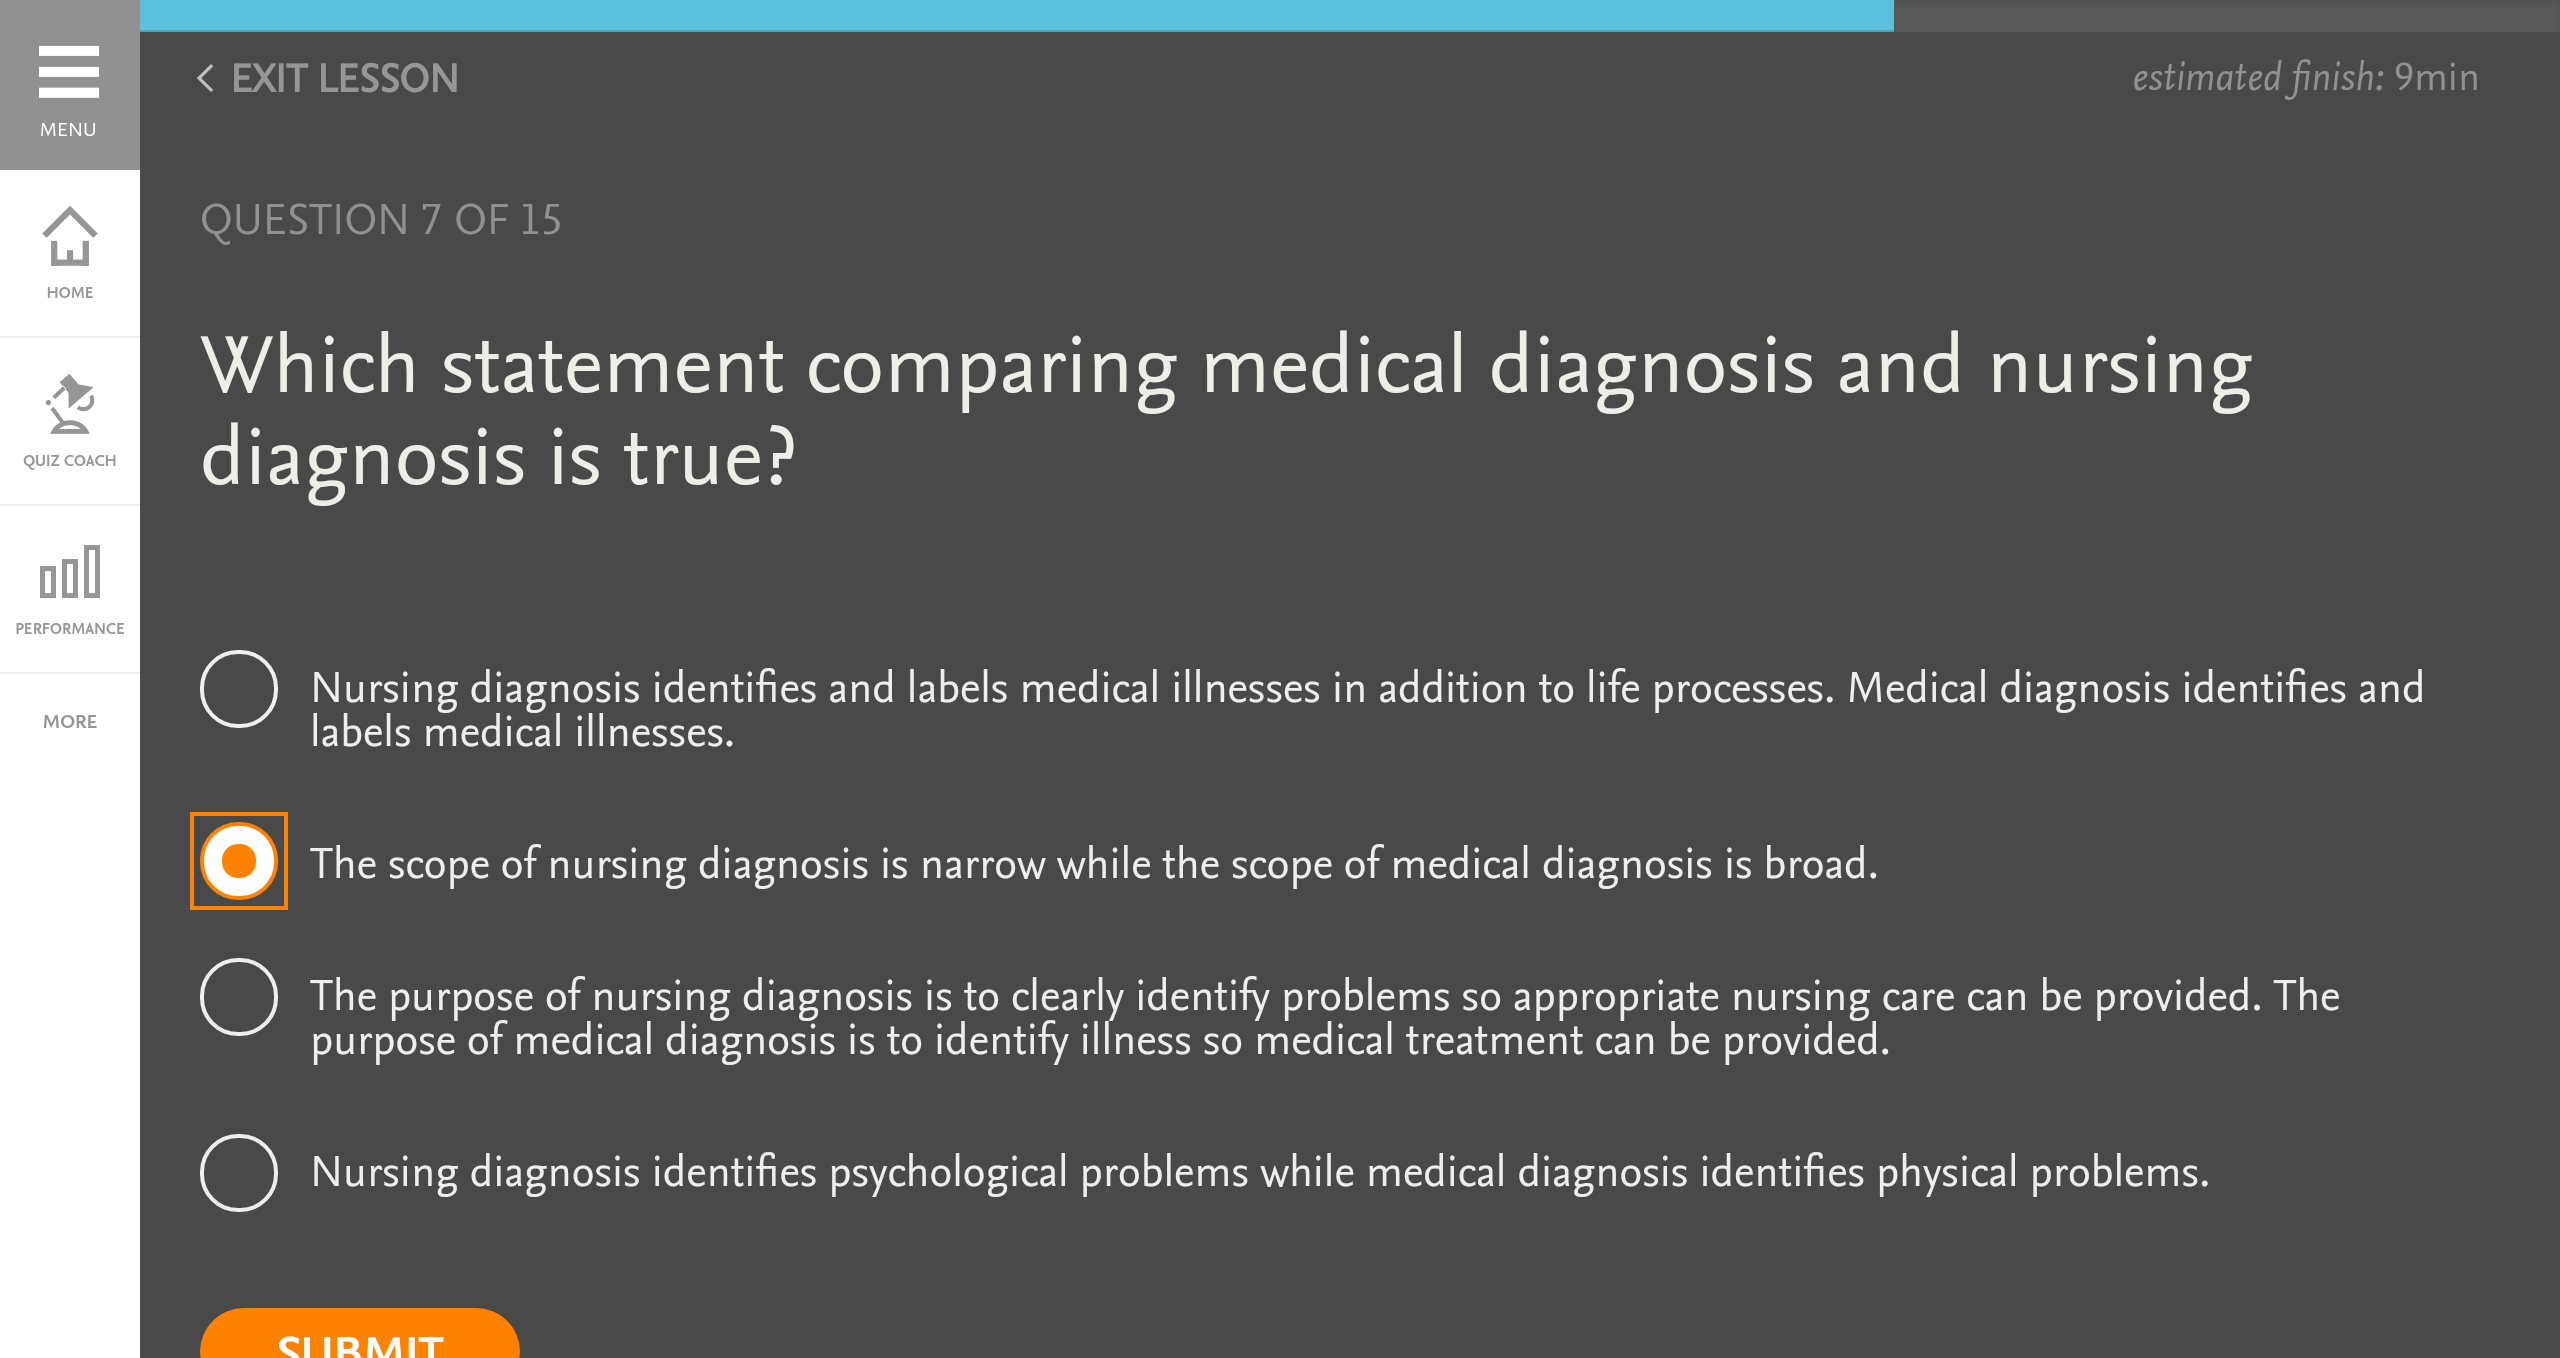 MENU
HOME
QUIZ COACH
PERFORMANCE
MORE
EXIT LESSON
estimated finish: 9min
QUESTION 7 OF 15
Which statement comparing medical diagnosis and nursing
diagnosis is true?
Nursing diagnosis identifies and labels medical illnesses in addition to life processes. Medical diagnosis identifies and
labels medical illnesses.
The scope of nursing diagnosis is narrow while the scope of medical diagnosis is broad.
The purpose of nursing diagnosis is to clearly identify problems so appropriate nursing care can be provided. The
purpose of medical diagnosis is to identify illness so medical treatment can be provided.
Nursing diagnosis identifies psychological problems while medical diagnosis identifies physical problems.
SUBMIT